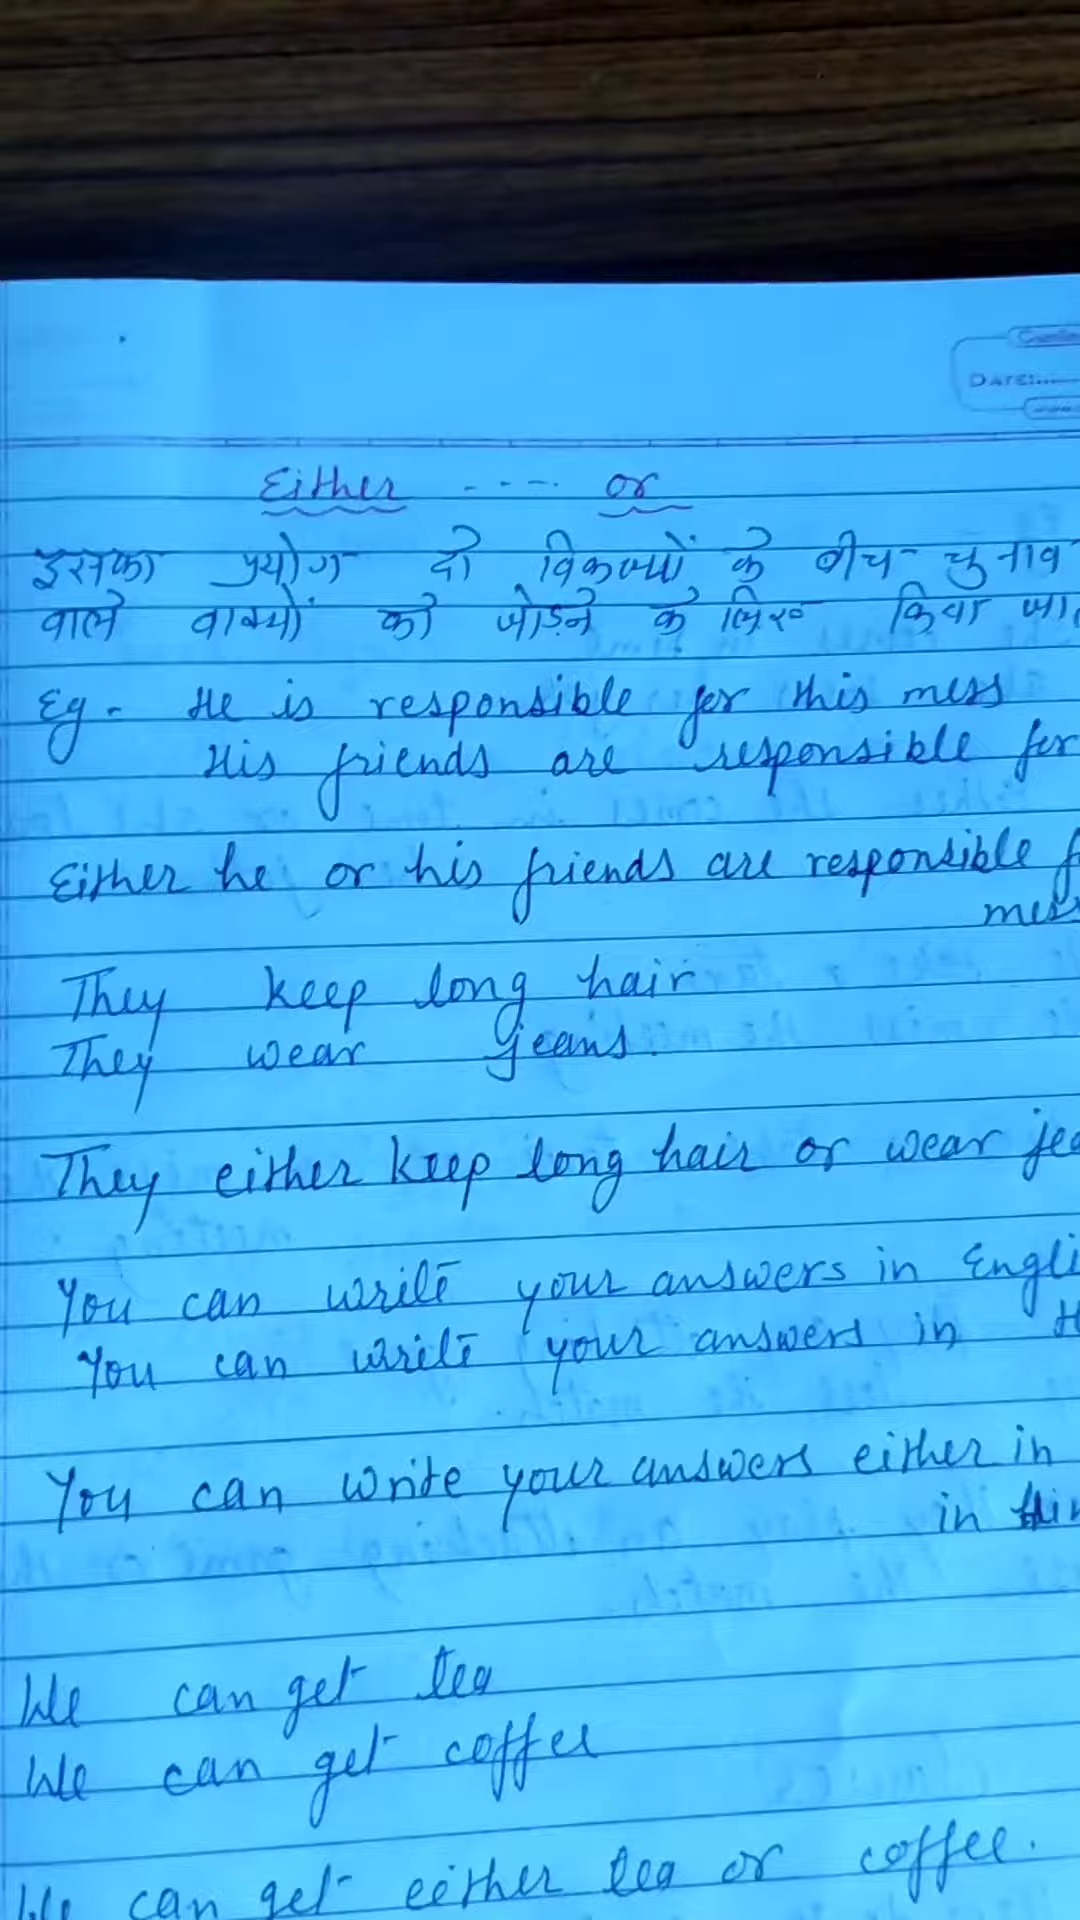 DATE:......
Either ---- or
इसका प्रयोग दो विकल्पों के बीच चुनाव
वाले वाक्यों को जोड़ने के लिए किया
Eg - He is responsible for this mess
His friends are responsible for
Either he or his friends are responsible
They keep long hair
They wear jeans.
They either keep long hair or wear
You can write your answers in
You can write your answers in
You can write your answers either in
in
We can get tea
We can get coffee
We can get either tea or coffee.